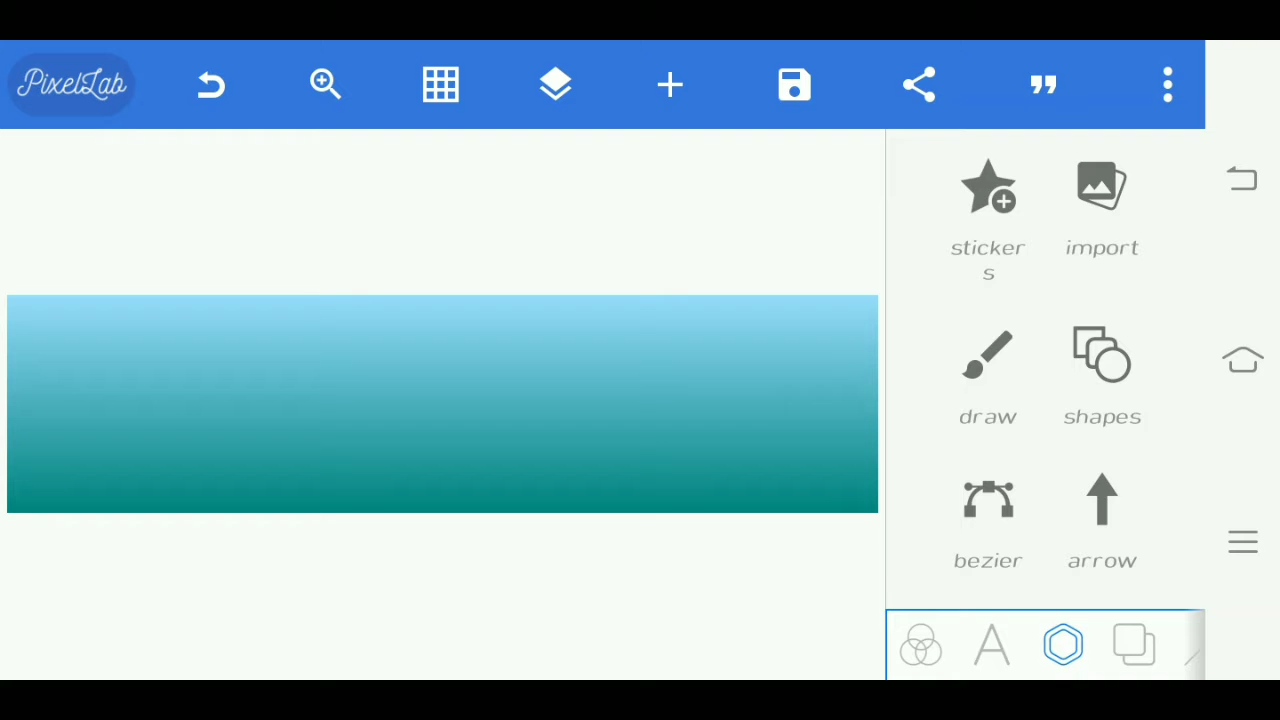 PixelLab
sticker
s
import
draw
shapes
bezier
arrow